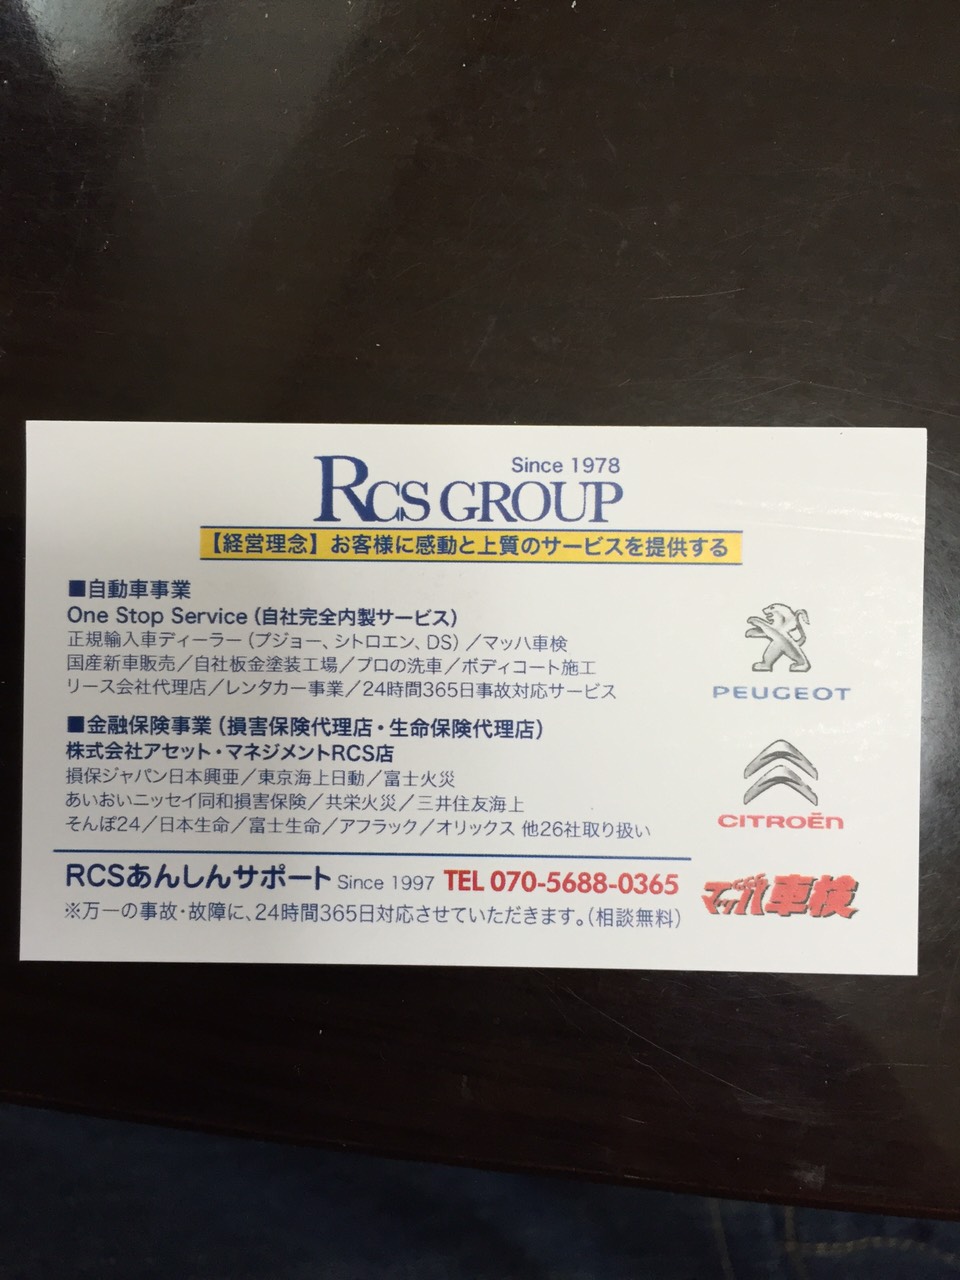 Since 1978
RCS GROUP
【経営理念】お客様に感動と上質のサービスを提供する
■自動車事業
One Stop Service（自社完全内製サービス）
正規輸入車ディーラー（プジョー、シトロエン、DS）／マッハ車検
国産新車販売／自社板金塗装工場／プロの洗車／ボディコート施工
リース会社代理店／レンタカー事業／24時間365日事故対応サービス
PEUGEOT
■金融保険事業（損害保険代理店・生命保険代理店）
株式会社アセット・マネジメントRCS店
損保ジャパン日本興亜／東京海上日動／富士火災
あいおいニッセイ同和損害保険／共栄火災／三井住友海上
そんぽ24／日本生命／富士生命／アフラック／オリックス 他26社取り扱い
CITROËN
RCSあんしんサポート Since 1997 TEL 070-5688-0365
※万一の事故・故障に、24時間365日対応させていただきます。（相談無料）
マッハ車検